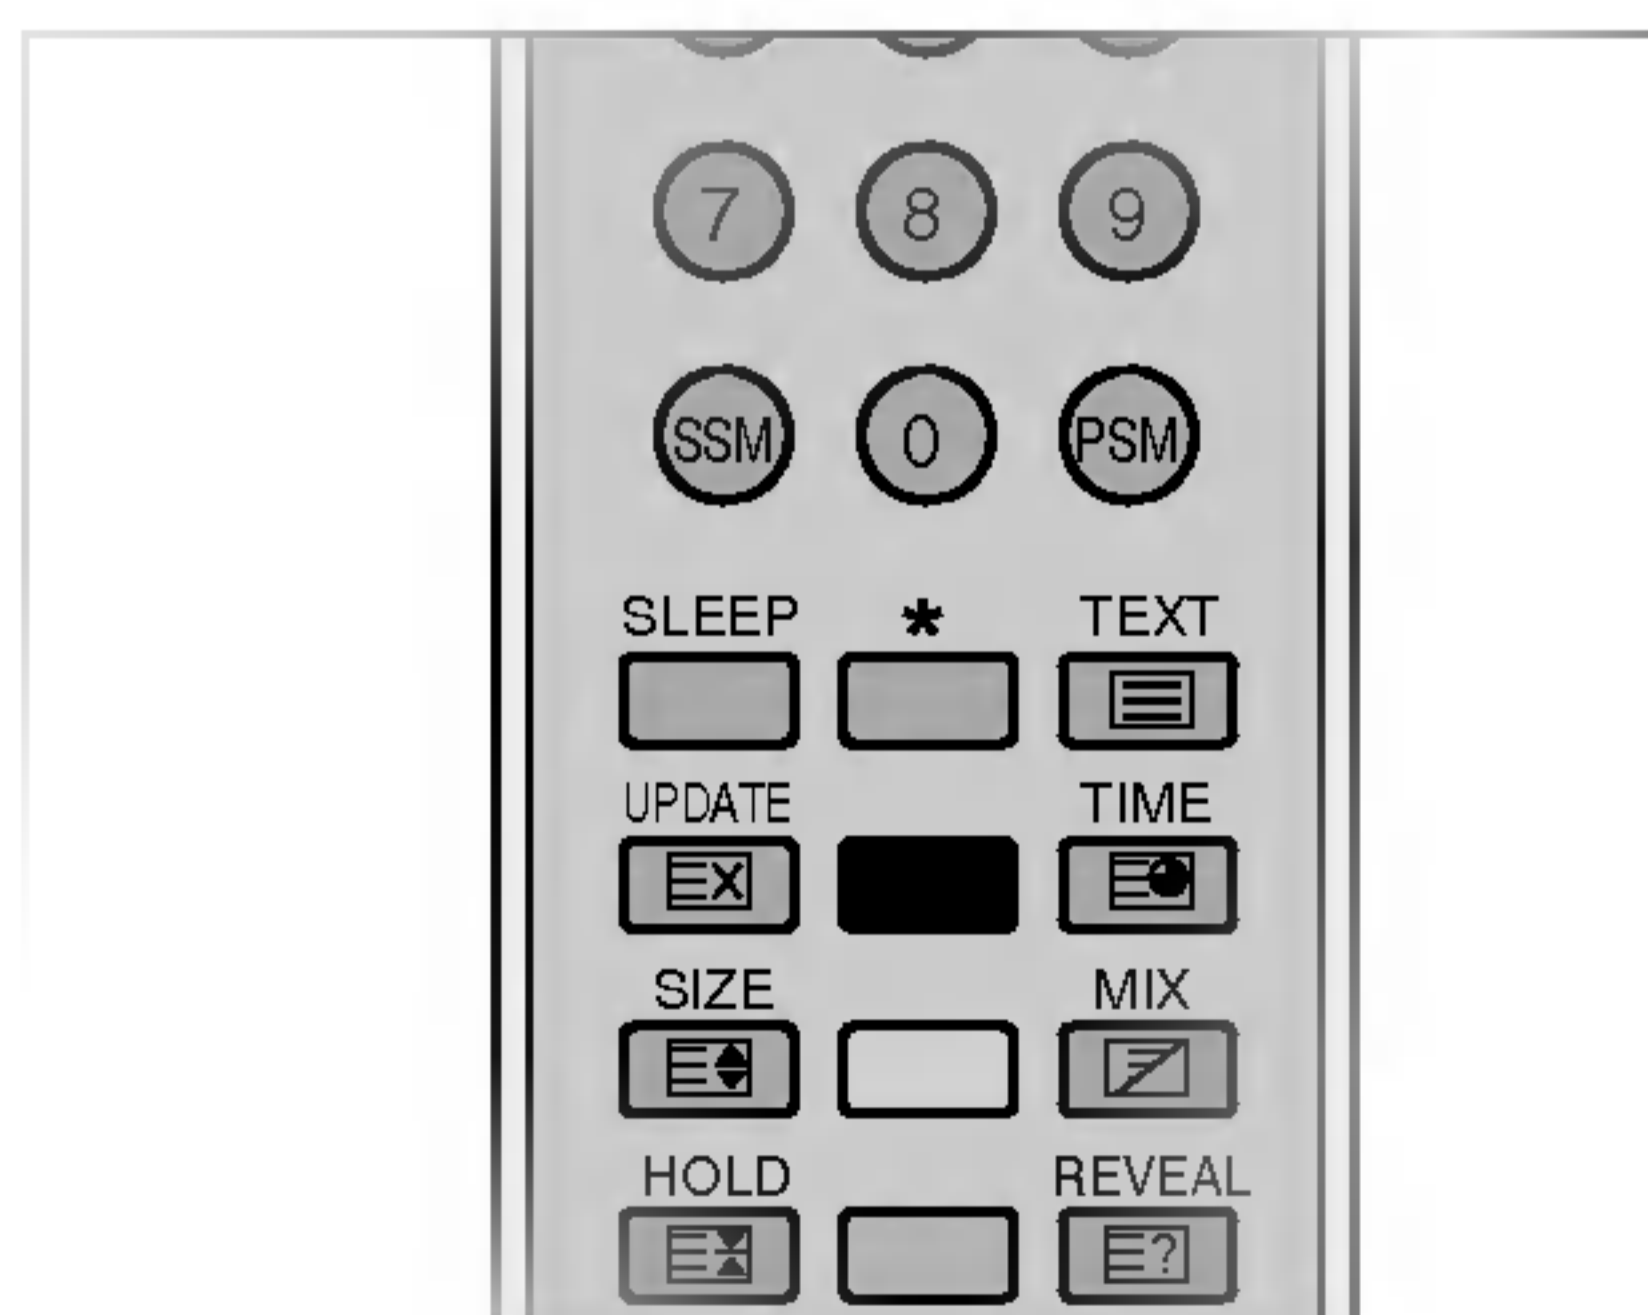 7 8 9
SSM 0 PSM
SLEEP * TEXT
UPDATE TIME
X
SIZE MIX
HOLD REVEAL
?